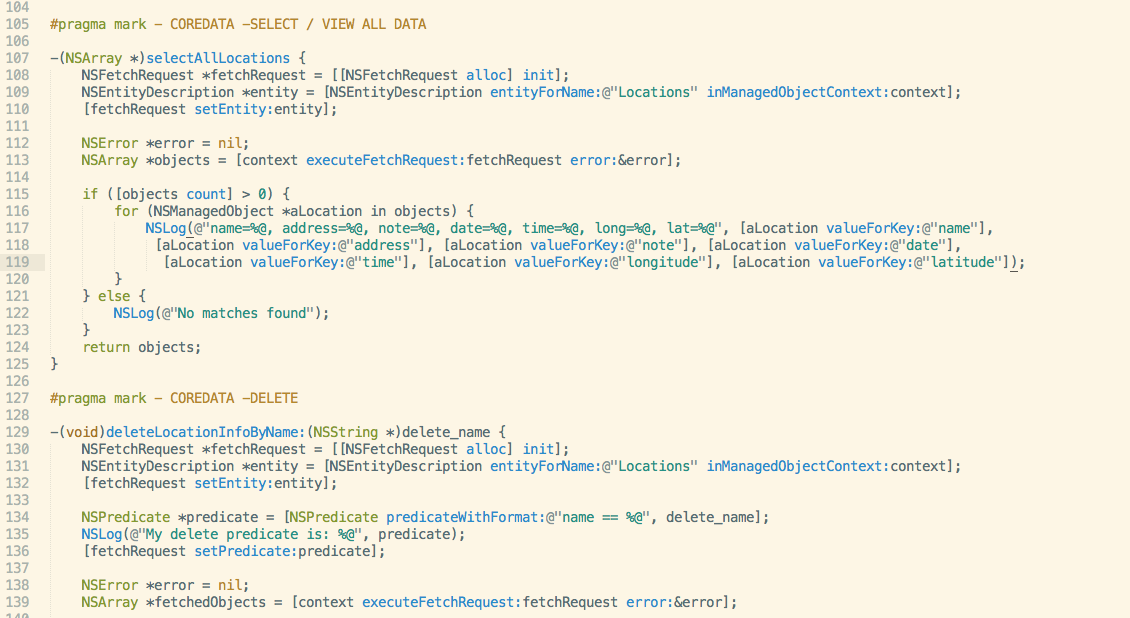 104
105 #pragma mark - COREDATA -SELECT / VIEW ALL DATA
106
107 -(NSArray *)selectAllLocations {
108     NSFetchRequest *fetchRequest = [[NSFetchRequest alloc] init];
109     NSEntityDescription *entity = [NSEntityDescription entityForName:@"Locations" inManagedObjectContext:context];
110     [fetchRequest setEntity:entity];
111
112     NSError *error = nil;
113     NSArray *objects = [context executeFetchRequest:fetchRequest error:&error];
114
115     if ([objects count] > 0) {
116         for (NSManagedObject *aLocation in objects) {
117             NSLog(@"name=%@, address=%@, note=%@, date=%@, time=%@, long=%@, lat=%@", [aLocation valueForKey:@"name"],
118              [aLocation valueForKey:@"address"], [aLocation valueForKey:@"note"], [aLocation valueForKey:@"date"],
119               [aLocation valueForKey:@"time"], [aLocation valueForKey:@"longitude"], [aLocation valueForKey:@"latitude"]);
120         }
121     } else {
122         NSLog(@"No matches found");
123     }
124     return objects;
125 }
126
127 #pragma mark - COREDATA -DELETE
128
129 -(void)deleteLocationInfoByName:(NSString *)delete_name {
130     NSFetchRequest *fetchRequest = [[NSFetchRequest alloc] init];
131     NSEntityDescription *entity = [NSEntityDescription entityForName:@"Locations" inManagedObjectContext:context];
132     [fetchRequest setEntity:entity];
133
134     NSPredicate *predicate = [NSPredicate predicateWithFormat:@"name == %@", delete_name];
135     NSLog(@"My delete predicate is: %@", predicate);
136     [fetchRequest setPredicate:predicate];
137
138     NSError *error = nil;
139     NSArray *fetchedObjects = [context executeFetchRequest:fetchRequest error:&error];
140